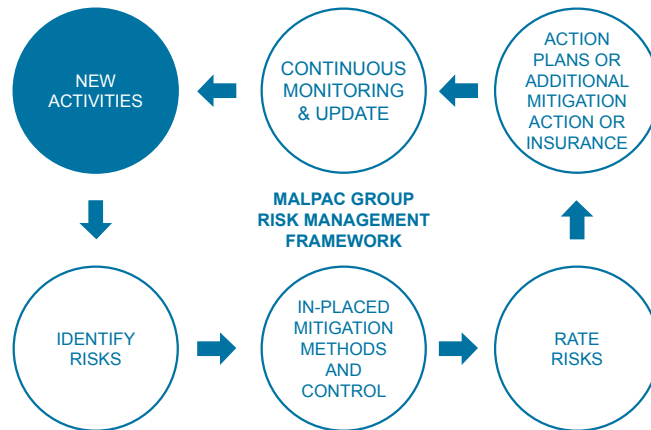 NEW
ACTIVITIES
CONTINUOUS
MONITORING
& UPDATE
ACTION
PLANS OR
ADDITIONAL
MITIGATION
ACTION OR
INSURANCE
MALPAC GROUP
RISK MANAGEMENT
FRAMEWORK
IDENTIFY
RISKS
IN-PLACED
MITIGATION
METHODS
AND
CONTROL
RATE
RISKS